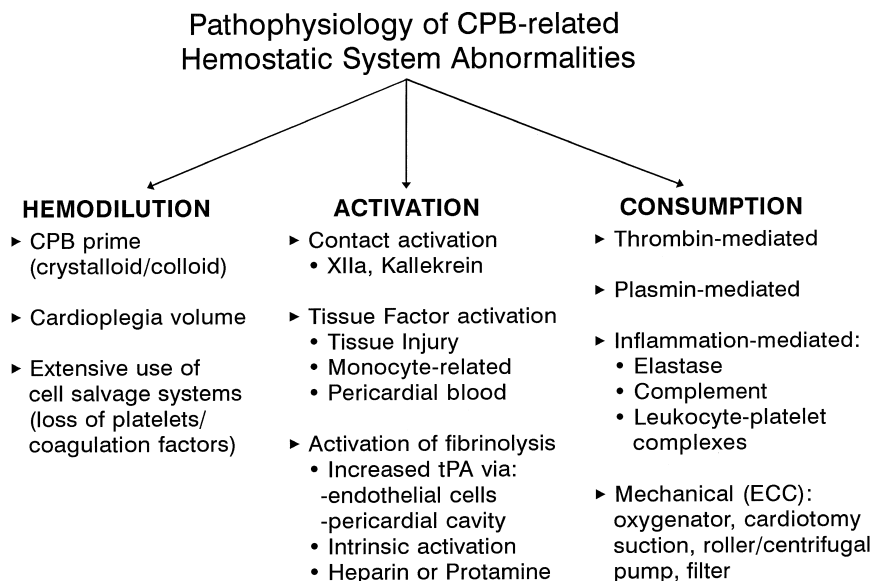 Pathophysiology of CPB-related
Hemostatic System Abnormalities
HEMODILUTION
▸ CPB prime
(crystalloid/colloid)
▸ Cardioplegia volume
▸ Extensive use of
cell salvage systems
(loss of platelets/
coagulation factors)
ACTIVATION
▸ Contact activation
• XIIa, Kallekrein
▸ Tissue Factor activation
• Tissue Injury
• Monocyte-related
• Pericardial blood
▸ Activation of fibrinolysis
• Increased tPA via:
-endothelial cells
-pericardial cavity
• Intrinsic activation
• Heparin or Protamine
CONSUMPTION
▸ Thrombin-mediated
▸ Plasmin-mediated
▸ Inflammation-mediated:
• Elastase
• Complement
• Leukocyte-platelet
complexes
▸ Mechanical (ECC):
oxygenator, cardiotomy
suction, roller/centrifugal
pump, filter